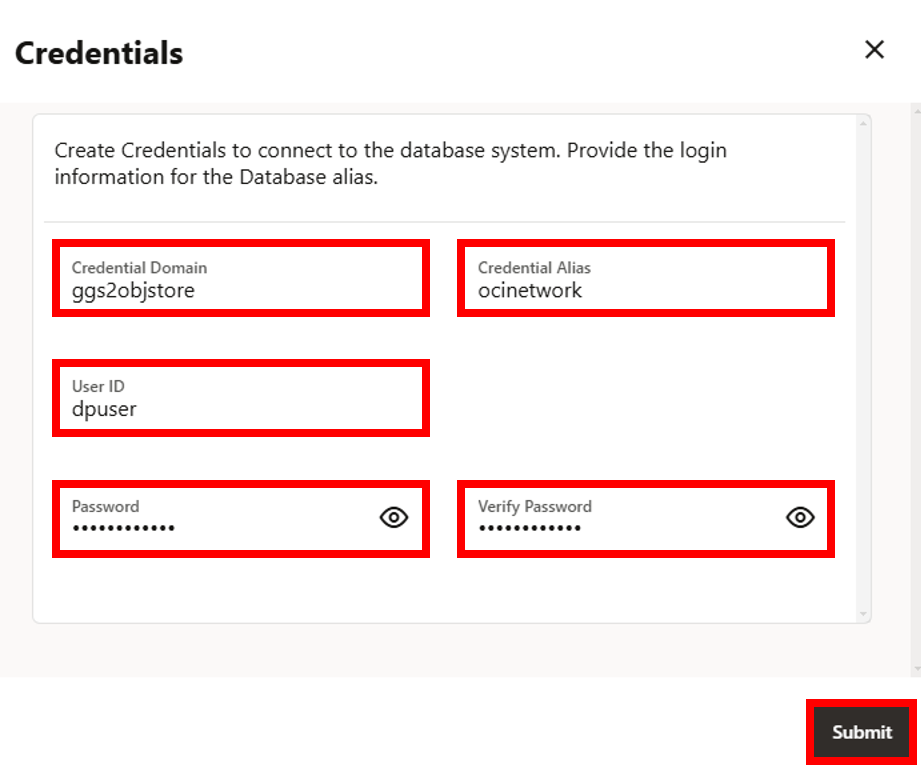 Credentials
Create Credentials to connect to the database system. Provide the login
information for the Database alias.
Credential Domain
ggs2objstore
Credential Alias
ocinetwork
User ID
dpuser
Password
••••••••••••
Verify Password
••••••••••••
Submit